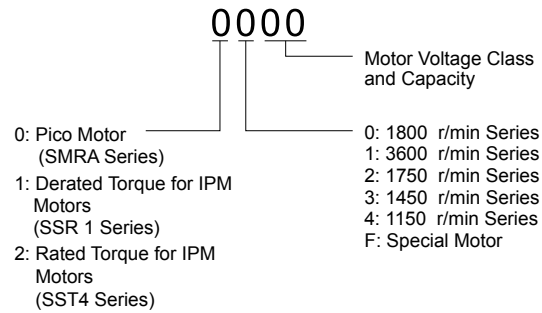 0000
Motor Voltage Class
and Capacity
0: Pico Motor
(SMRA Series)
1: Derated Torque for IPM
Motors
(SSR 1 Series)
2: Rated Torque for IPM
Motors
(SST4 Series)
0: 1800 r/min Series
1: 3600 r/min Series
2: 1750 r/min Series
3: 1450 r/min Series
4: 1150 r/min Series
F: Special Motor